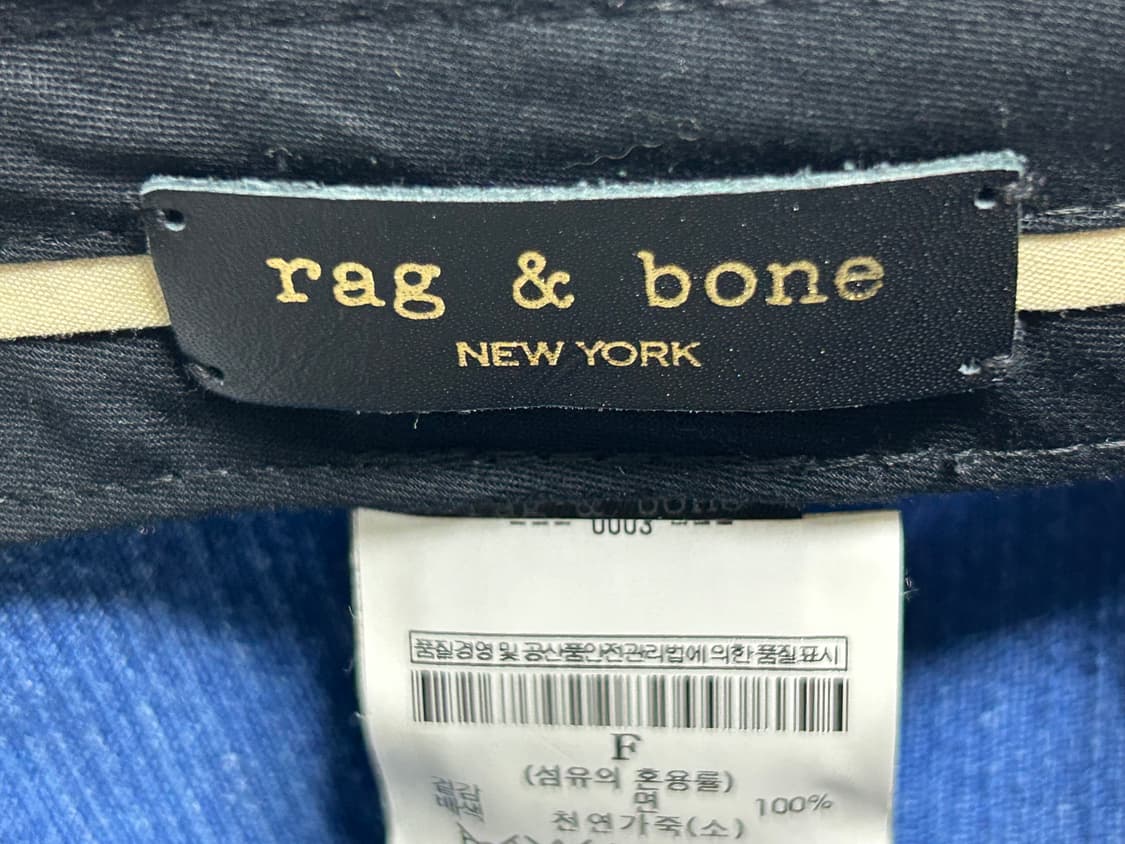 rag & bone
NEW YORK
0003
품질경영 및 공산품안전관리법에 의한 품질표시
F
(섬유의 혼용률)
면 100%
천연가죽(소)